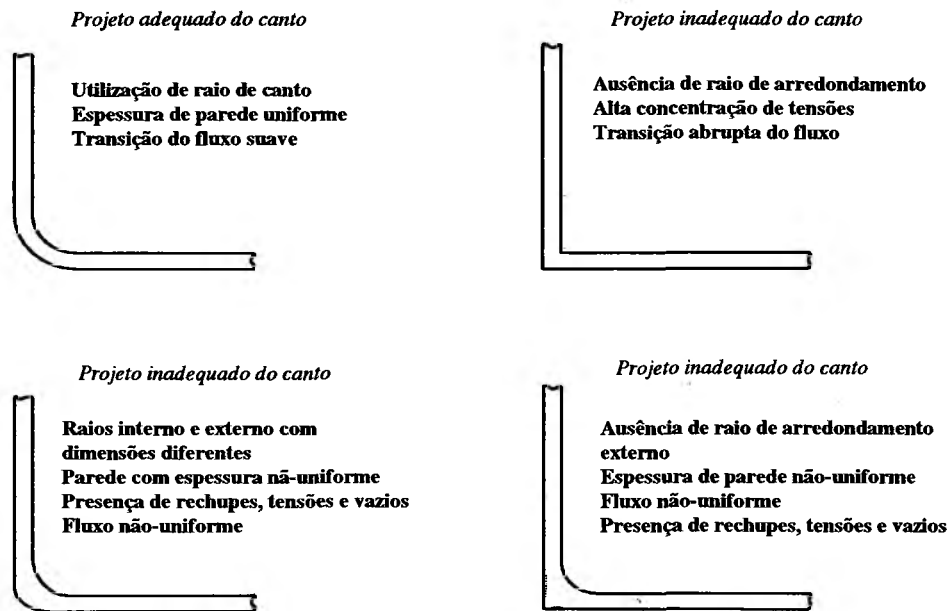 Projeto adequado do canto
Utilização de raio de canto
Espessura de parede uniforme
Transição do fluxo suave
Projeto inadequado do canto
Ausência de raio de arredondamento
Alta concentração de tensões
Transição abrupta do fluxo
Projeto inadequado do canto
Raios interno e externo com
dimensões diferentes
Parede com espessura nã-uniforme
Presença de rechupes, tensões e vazios
Fluxo não-uniforme
Projeto inadequado do canto
Ausência de raio de arredondamento
externo
Espessura de parede não-uniforme
Fluxo não-uniforme
Presença de rechupes, tensões e vazios